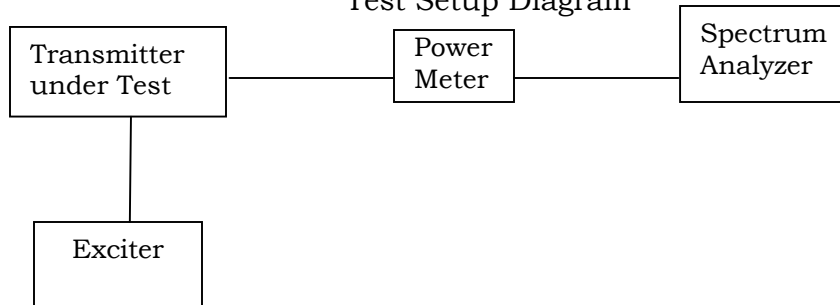 Test Setup Diagram
Transmitter
under Test
Power
Meter
Spectrum
Analyzer
Exciter